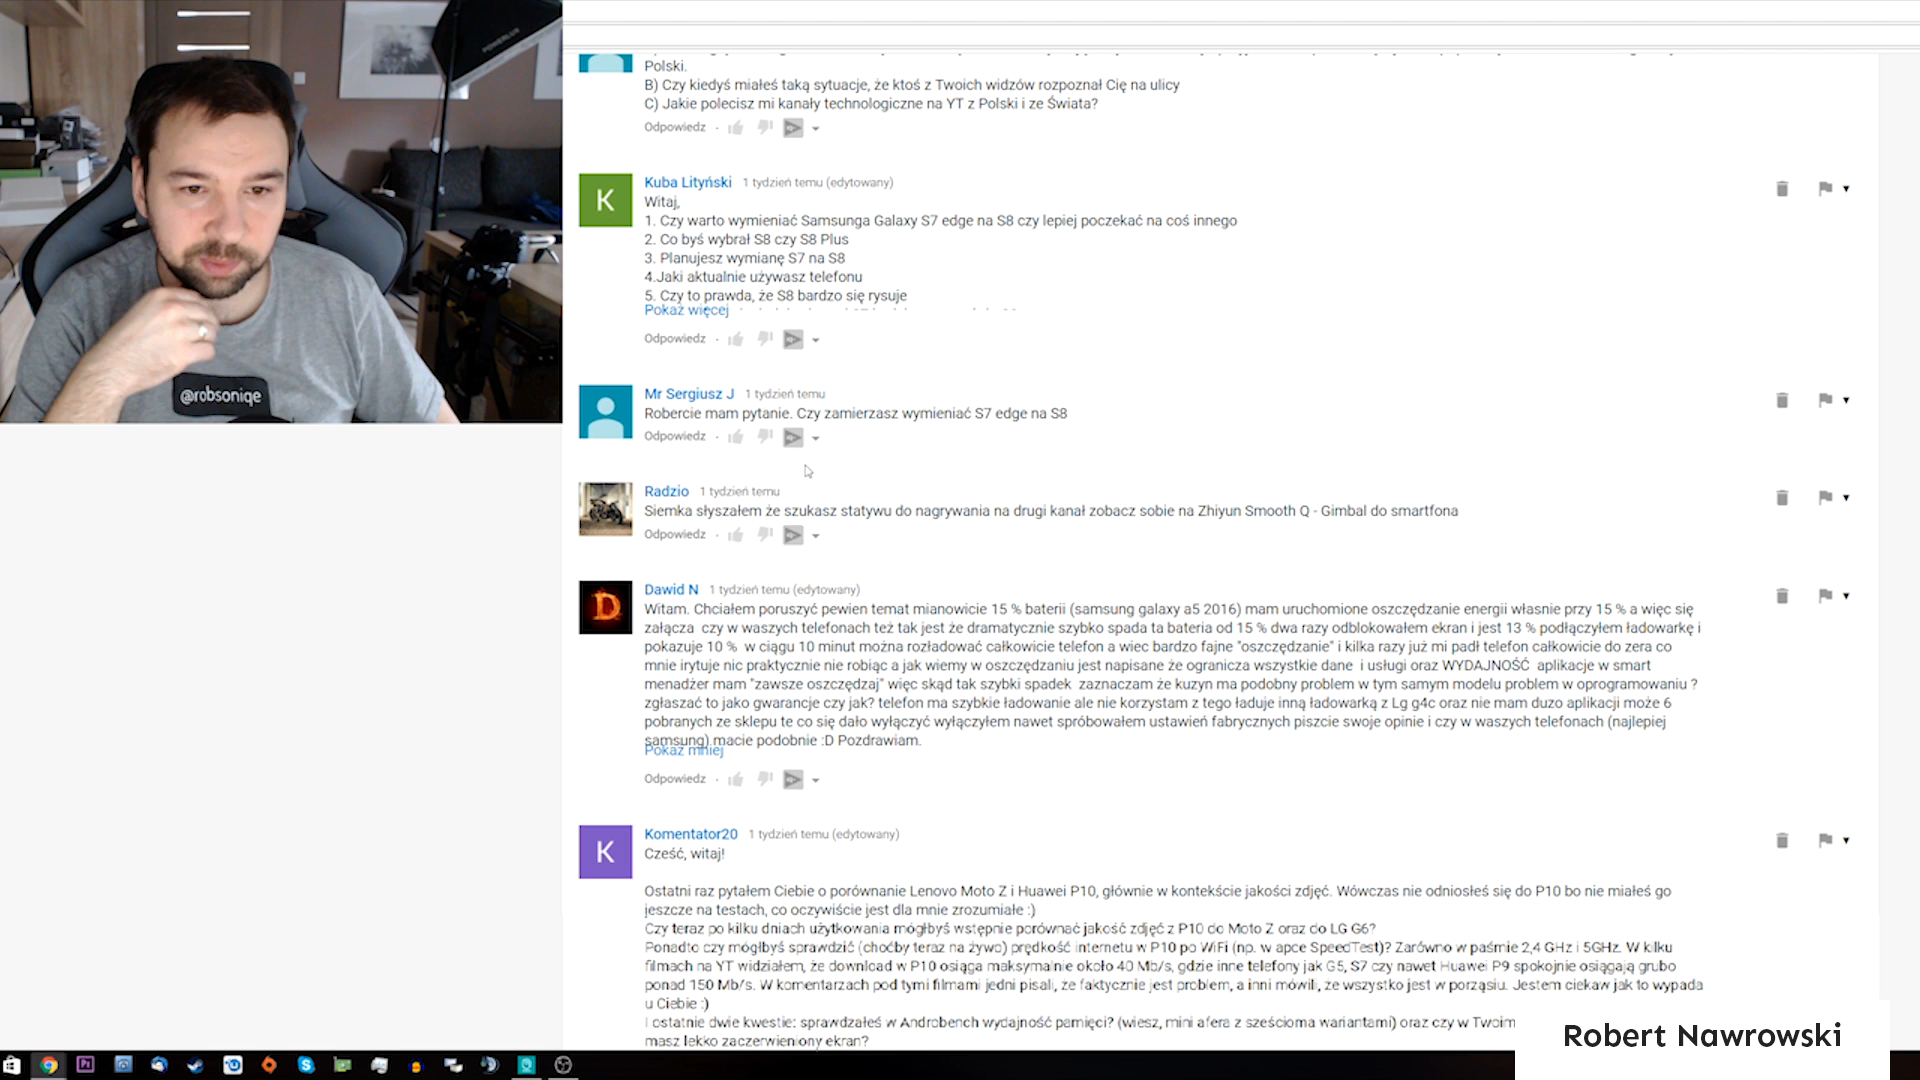 POWERLUX
@robsoniqe
Polski.
B) Czy kiedyś miałeś taką sytuacje, że ktoś z Twoich widzów rozpoznał Cię na ulicy
C) Jakie polecisz mi kanały technologiczne na YT z Polski i ze Świata?
Odpowiedz
K
Kuba Lityński 1 tydzień temu (edytowany)
Witaj,
1. Czy warto wymieniać Samsunga Galaxy S7 edge na S8 czy lepiej poczekać na coś innego
2. Co byś wybrał S8 czy S8 Plus
3. Planujesz wymianę S7 na S8
4.Jaki aktualnie używasz telefonu
5. Czy to prawda, że S8 bardzo się rysuje
Pokaż więcej
Odpowiedz
Mr Sergiusz J 1 tydzień temu
Robercie mam pytanie. Czy zamierzasz wymieniać S7 edge na S8
Odpowiedz
Radzio 1 tydzień temu
Siemka słyszałem że szukasz statywu do nagrywania na drugi kanał zobacz sobie na Zhiyun Smooth Q - Gimbal do smartfona
Odpowiedz
D
Dawid N 1 tydzień temu (edytowany)
Witam. Chciałem poruszyć pewien temat mianowicie 15 % baterii (samsung galaxy a5 2016) mam uruchomione oszczędzanie energii własnie przy 15 % a więc się
załącza czy w waszych telefonach też tak jest że dramatycznie szybko spada ta bateria od 15 % dwa razy odblokowałem ekran i jest 13 % podłączyłem ładowarkę i
pokazuje 10 % w ciągu 10 minut można rozładować całkowicie telefon a wiec bardzo fajne "oszczędzanie" i kilka razy już mi padł telefon całkowicie do zera co
mnie irytuje nic praktycznie nie robiąc a jak wiemy w oszczędzaniu jest napisane że ogranicza wszystkie dane i usługi oraz WYDAJNOŚĆ aplikacje w smart
menadżer mam "zawsze oszczędzaj" więc skąd tak szybki spadek zaznaczam że kuzyn ma podobny problem w tym samym modelu problem w oprogramowaniu ?
zgłaszać to jako gwarancje czy jak? telefon ma szybkie ładowanie ale nie korzystam z tego ładuje inną ładowarką z Lg g4c oraz nie mam duzo aplikacji może 6
pobranych ze sklepu te co się dało wyłączyć wyłączyłem nawet spróbowałem ustawień fabrycznych piszcie swoje opinie i czy w waszych telefonach (najlepiej
samsung) macie podobnie :D Pozdrawiam.
Pokaż mniej
Odpowiedz
K
Komentator20 1 tydzień temu (edytowany)
Cześć, witaj!
Ostatni raz pytałem Ciebie o porównanie Lenovo Moto Z i Huawei P10, głównie w kontekście jakości zdjęć. Wówczas nie odniosłeś się do P10 bo nie miałeś go
jeszcze na testach, co oczywiście jest dla mnie zrozumiałe :)
Czy teraz po kilku dniach użytkowania mógłbyś wstępnie porównać jakość zdjęć z P10 do Moto Z oraz do LG G6?
Ponadto czy mógłbyś sprawdzić (choćby teraz na żywo) prędkość internetu w P10 po WiFi (np. w apce SpeedTest)? Zarówno w paśmie 2,4 GHz i 5GHz. W kilku
filmach na YT widziałem, że download w P10 osiąga maksymalnie około 40 Mb/s, gdzie inne telefony jak G5, S7 czy nawet Huawei P9 spokojnie osiągają grubo
ponad 150 Mb/s. W komentarzach pod tymi filmami jedni pisali, że faktycznie jest problem, a inni mówili, że wszystko jest w porząsiu. Jestem ciekaw jak to wypada
u Ciebie :)
I ostatnie dwie kwestie: sprawdzałeś w Androbench wydajność pamięci? (wiesz, mini afera z sześcioma wariantami) oraz czy w Twoim
masz lekko zaczerwieniony ekran?
Robert Nawrowski